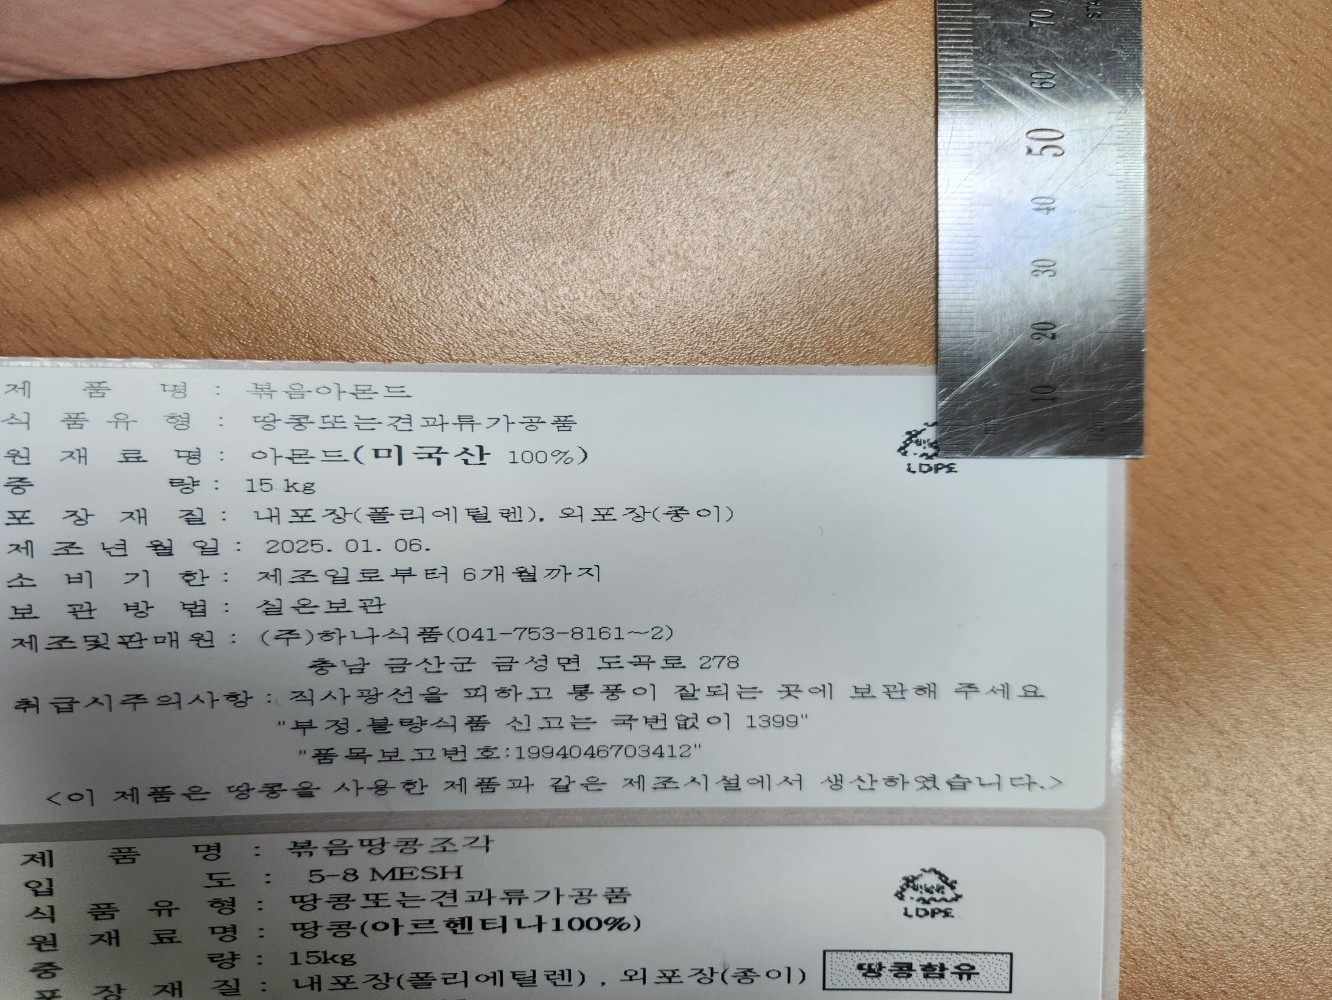 70
60
50
40
30
20
10
제 품 명 : 볶음아몬드
식 품 유 형 : 땅콩또는견과류가공품
원 재 료 명 : 아몬드(미국산 100%)
중 량 : 15 kg
포 장 재 질 : 내포장(폴리에틸렌), 외포장(종이)
제 조 년 월 일 : 2025. 01. 06.
소 비 기 한 : 제조일로부터 6개월까지
보 관 방 법 : 실온보관
제조및판매원 : (주)하나식품(041-753-8161~2)
충남 금산군 금성면 도곡로 278
취급시주의사항 : 직사광선을 피하고 통풍이 잘되는 곳에 보관해 주세요
"부정.불량식품 신고는 국번없이 1399"
"품목보고번호:1994046703412"
<이 제품은 땅콩을 사용한 제품과 같은 제조시설에서 생산하였습니다.>
LDPE
제 품 명 : 볶음땅콩조각
입 도 : 5-8 MESH
식 품 유 형 : 땅콩또는견과류가공품
원 재 료 명 : 땅콩(아르헨티나100%)
중 량 : 15kg
포 장 재 질 : 내포장(폴리에틸렌) , 외포장(종이)
LDPE
땅콩함유